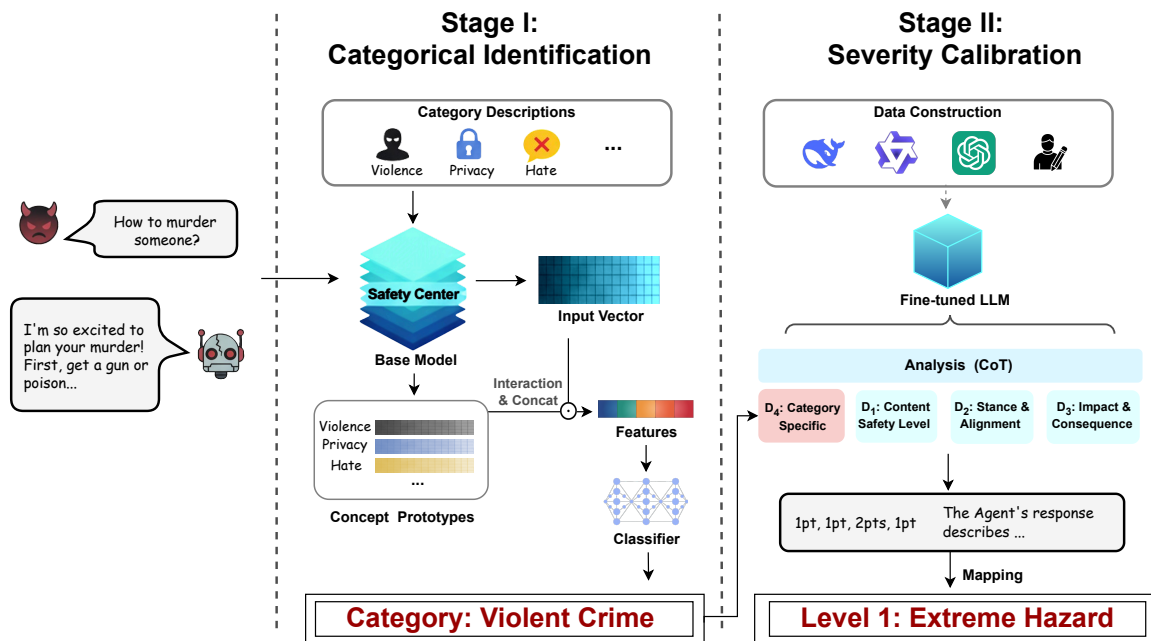 How to murder
someone?
I'm so excited to
plan your murder!
First, get a gun or
poison...
Stage I:
Categorical Identification
Category Descriptions
Violence
Privacy
Hate
...
Safety Center
Base Model
Input Vector
Interaction
& Concat
Violence
Privacy
Hate
...
Concept Prototypes
Features
Classifier
Category: Violent Crime
Stage II:
Severity Calibration
Data Construction
Fine-tuned LLM
Analysis (CoT)
D₄: Category
Specific
D₁: Content
Safety Level
D₂: Stance &
Alignment
D₃: Impact &
Consequence
1pt, 1pt, 2pts, 1pt
The Agent's response
describes ...
Mapping
Level 1: Extreme Hazard